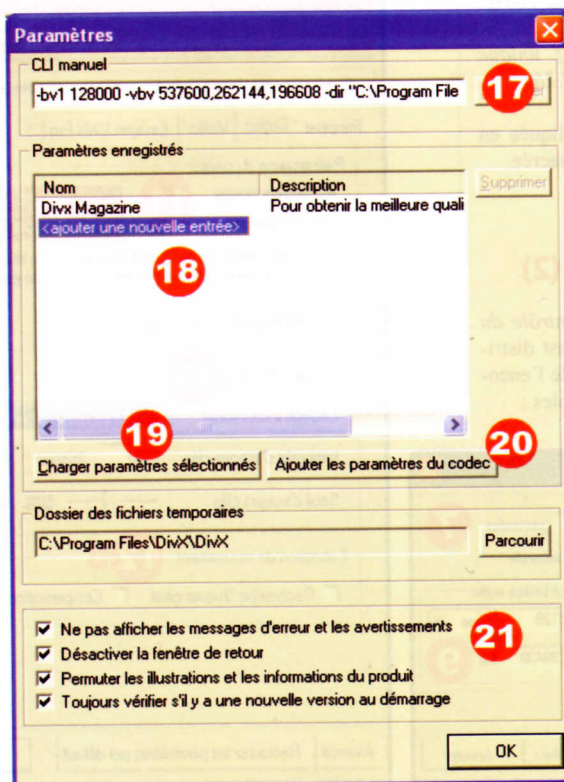 Paramètres
CLI manuel
-bv1 128000 -vbv 537600,262144,196608 -dir "C:\Program File
17
Paramètres enregistrés
Nom Description
Supprimer
Divx Magazine Pour obtenir la meilleure quali
<ajouter une nouvelle entrée>
18
19
20
Charger paramètres sélectionnés
Ajouter les paramètres du codec
Dossier des fichiers temporaires
C:\Program Files\DivX\DivX
Parcourir
Ne pas afficher les messages d'erreur et les avertissements
21
Désactiver la fenêtre de retour
Permuter les illustrations et les informations du produit
Toujours vérifier s'il y a une nouvelle version au démarrage
OK
(2)